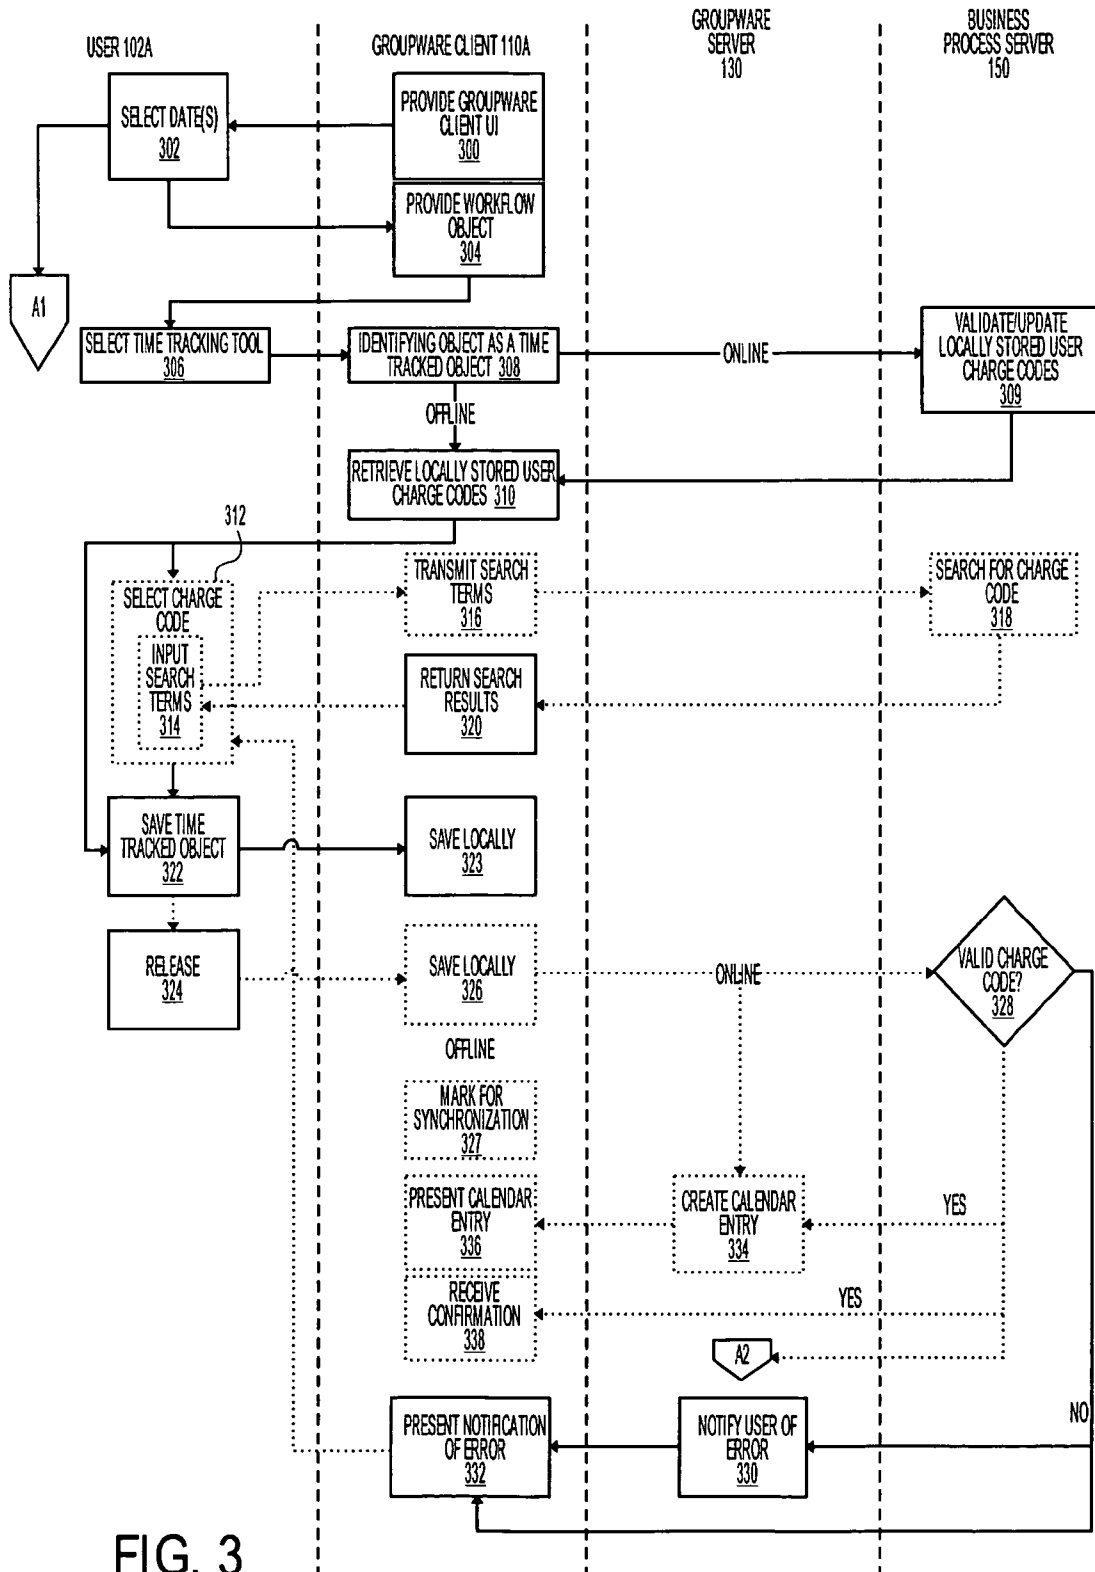 USER 102A
GROUPWARE CLIENT 110A
GROUPWARE
SERVER
130
BUSINESS
PROCESS SERVER
150
SELECT DATE(S)
302
PROVIDE GROUPWARE
CLIENT UI
300
PROVIDE WORKFLOW
OBJECT
304
A1
SELECT TIME TRACKING TOOL
306
IDENTIFYING OBJECT AS A TIME
TRACKED OBJECT 308
ONLINE
VALIDATE/UPDATE
LOCALLY STORED USER
CHARGE CODES
309
OFFLINE
RETRIEVE LOCALLY STORED USER
CHARGE CODES 310
312
SELECT CHARGE
CODE
INPUT
SEARCH
TERMS
314
TRANSMIT SEARCH
TERMS
316
SEARCH FOR CHARGE
CODE
318
RETURN SEARCH
RESULTS
320
SAVE TIME
TRACKED OBJECT
322
SAVE LOCALLY
323
RELEASE
324
SAVE LOCALLY
326
ONLINE
VALID CHARGE
CODE?
328
OFFLINE
MARK FOR
SYNCHRONIZATION
327
PRESENT CALENDAR
ENTRY
336
CREATE CALENDAR
ENTRY
334
YES
RECEIVE
CONFIRMATION
338
YES
A2
PRESENT NOTIFICATION
OF ERROR
332
NOTIFY USER OF
ERROR
330
NO
FIG. 3